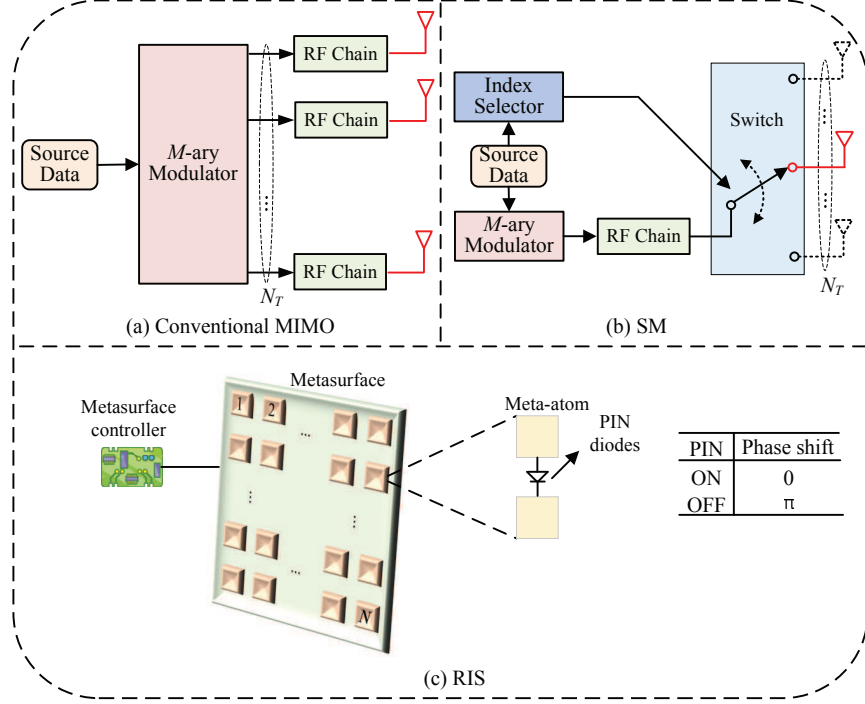 Source
Data
M-ary
Modulator
RF Chain
RF Chain
RF Chain
...
N_T
(a) Conventional MIMO
Index
Selector
Source
Data
M-ary
Modulator
RF Chain
Switch
...
...
N_T
(b) SM
Metasurface
controller
Metasurface
1 2
...
...
...
...
N
Meta-atom
PIN
diodes
PIN Phase shift
ON 0
OFF π
(c) RIS